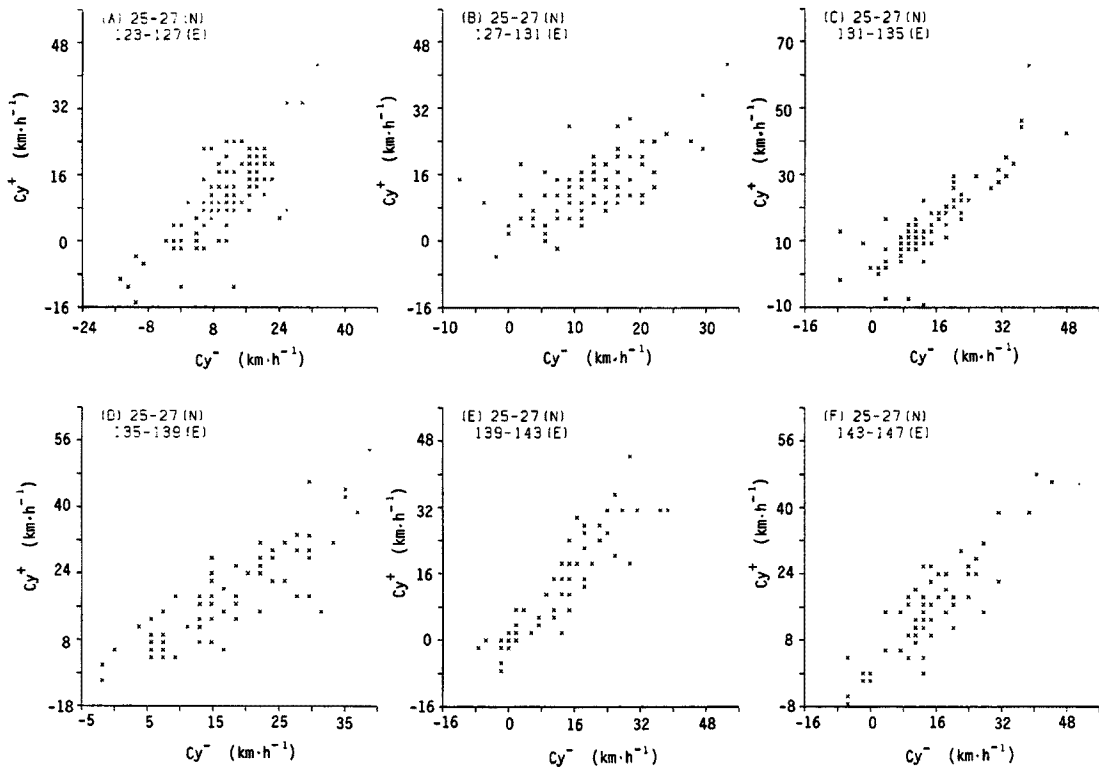 (A) 25-27 (N)
123-127 (E)
48
32
16
0
-16
-24
-8
8
24
40
Cy⁺ (km·h⁻¹)
Cy⁻ (km·h⁻¹)
(B) 25-27 (N)
127-131 (E)
48
32
16
0
-16
0
10
20
30
Cy⁺ (km·h⁻¹)
Cy⁻ (km·h⁻¹)
(C) 25-27 (N)
131-135 (E)
70
50
30
10
-10
-16
0
16
32
48
Cy⁺ (km·h⁻¹)
Cy⁻ (km·h⁻¹)
(D) 25-27 (N)
135-139 (E)
56
40
24
8
-18
-5
5
15
25
35
Cy⁺ (km·h⁻¹)
Cy⁻ (km·h⁻¹)
(E) 25-27 (N)
139-143 (E)
48
32
16
0
-16
-16
0
16
32
48
Cy⁺ (km·h⁻¹)
Cy⁻ (km·h⁻¹)
(F) 25-27 (N)
143-147 (E)
56
40
24
8
-8
-16
0
16
32
48
Cy⁺ (km·h⁻¹)
Cy⁻ (km·h⁻¹)